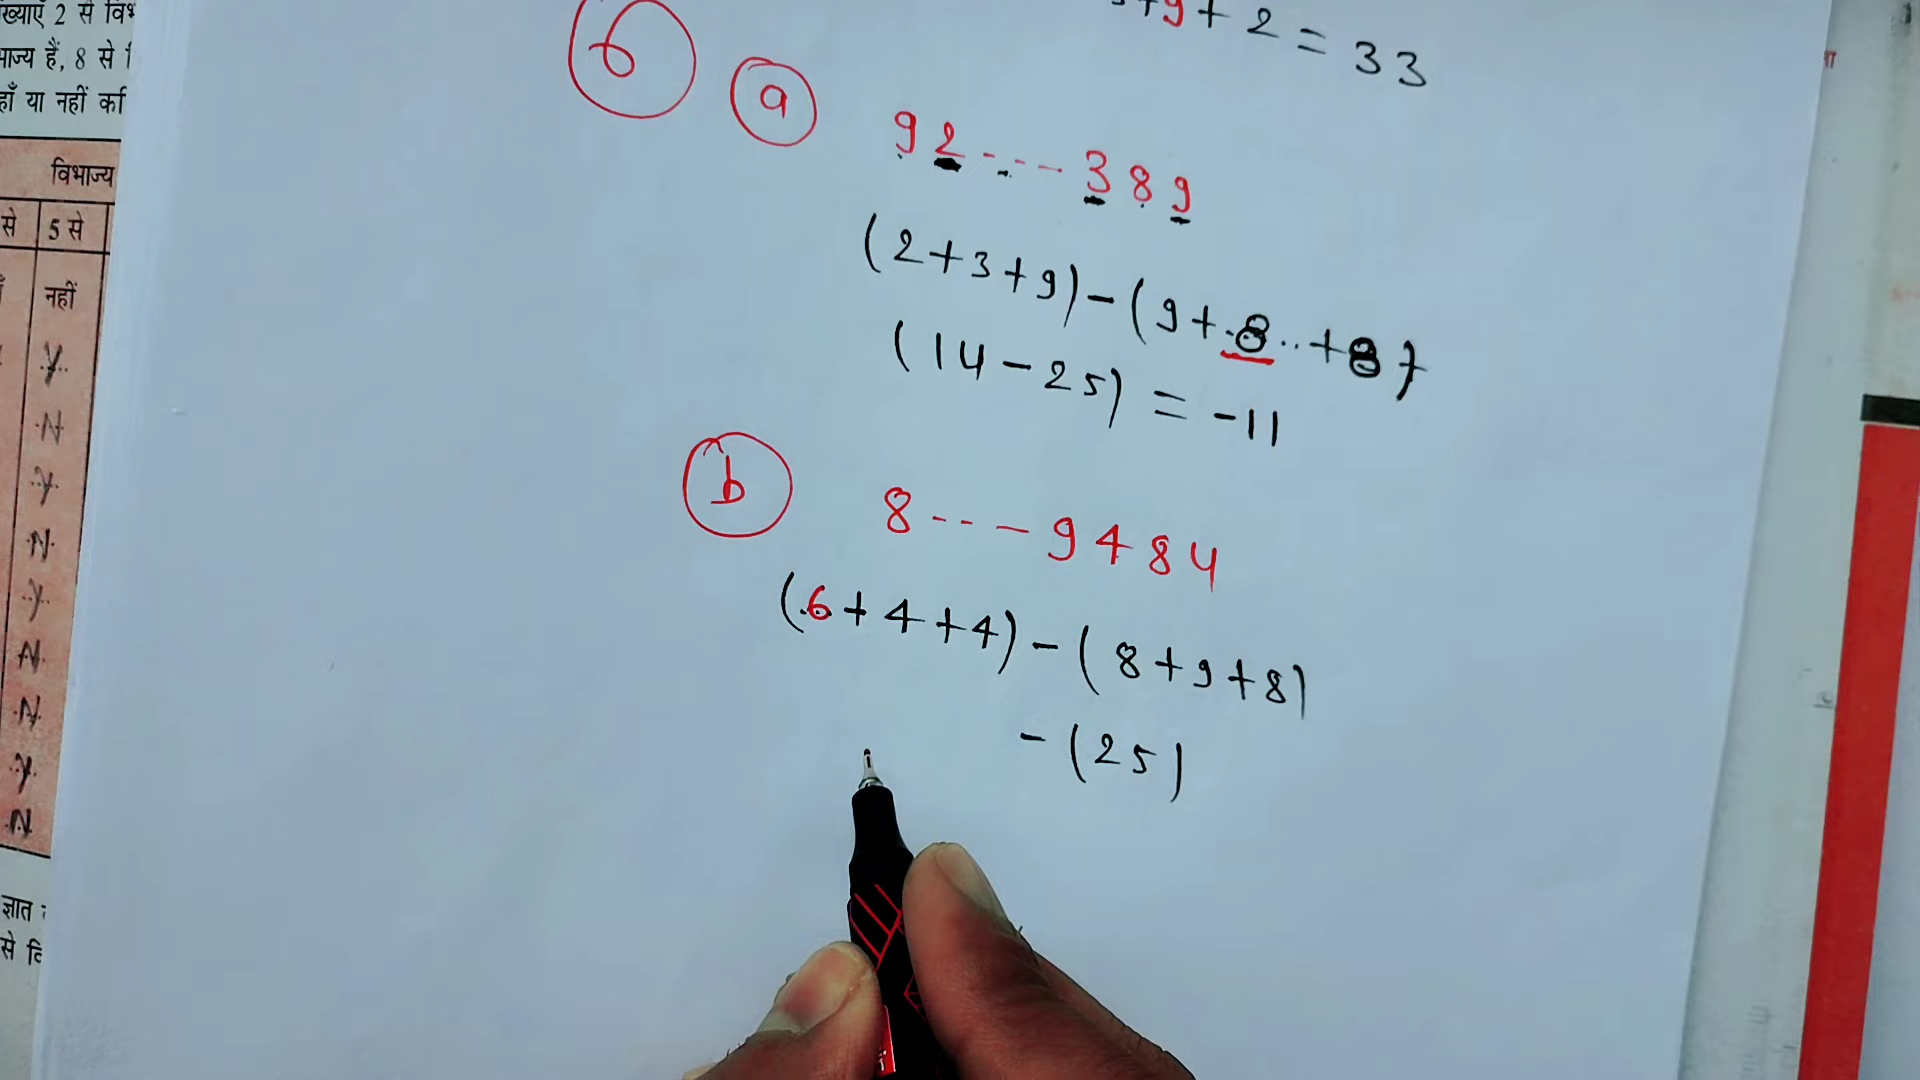 9 + 2 = 33
6
a
9 2 --- 3 8 9
(2+3+9) - (9+.8..+8)
(14 - 25) = -11
b
8 --- 9 4 8 4
(.6.+4+4) - (8+9+8)
- (25)
2 से
हैं, 8 से
हाँ या नहीं
विभाज्य
से 5 से
नहीं
Y
N
Y
N
Y
N
N
Y
N
ज्ञात
से